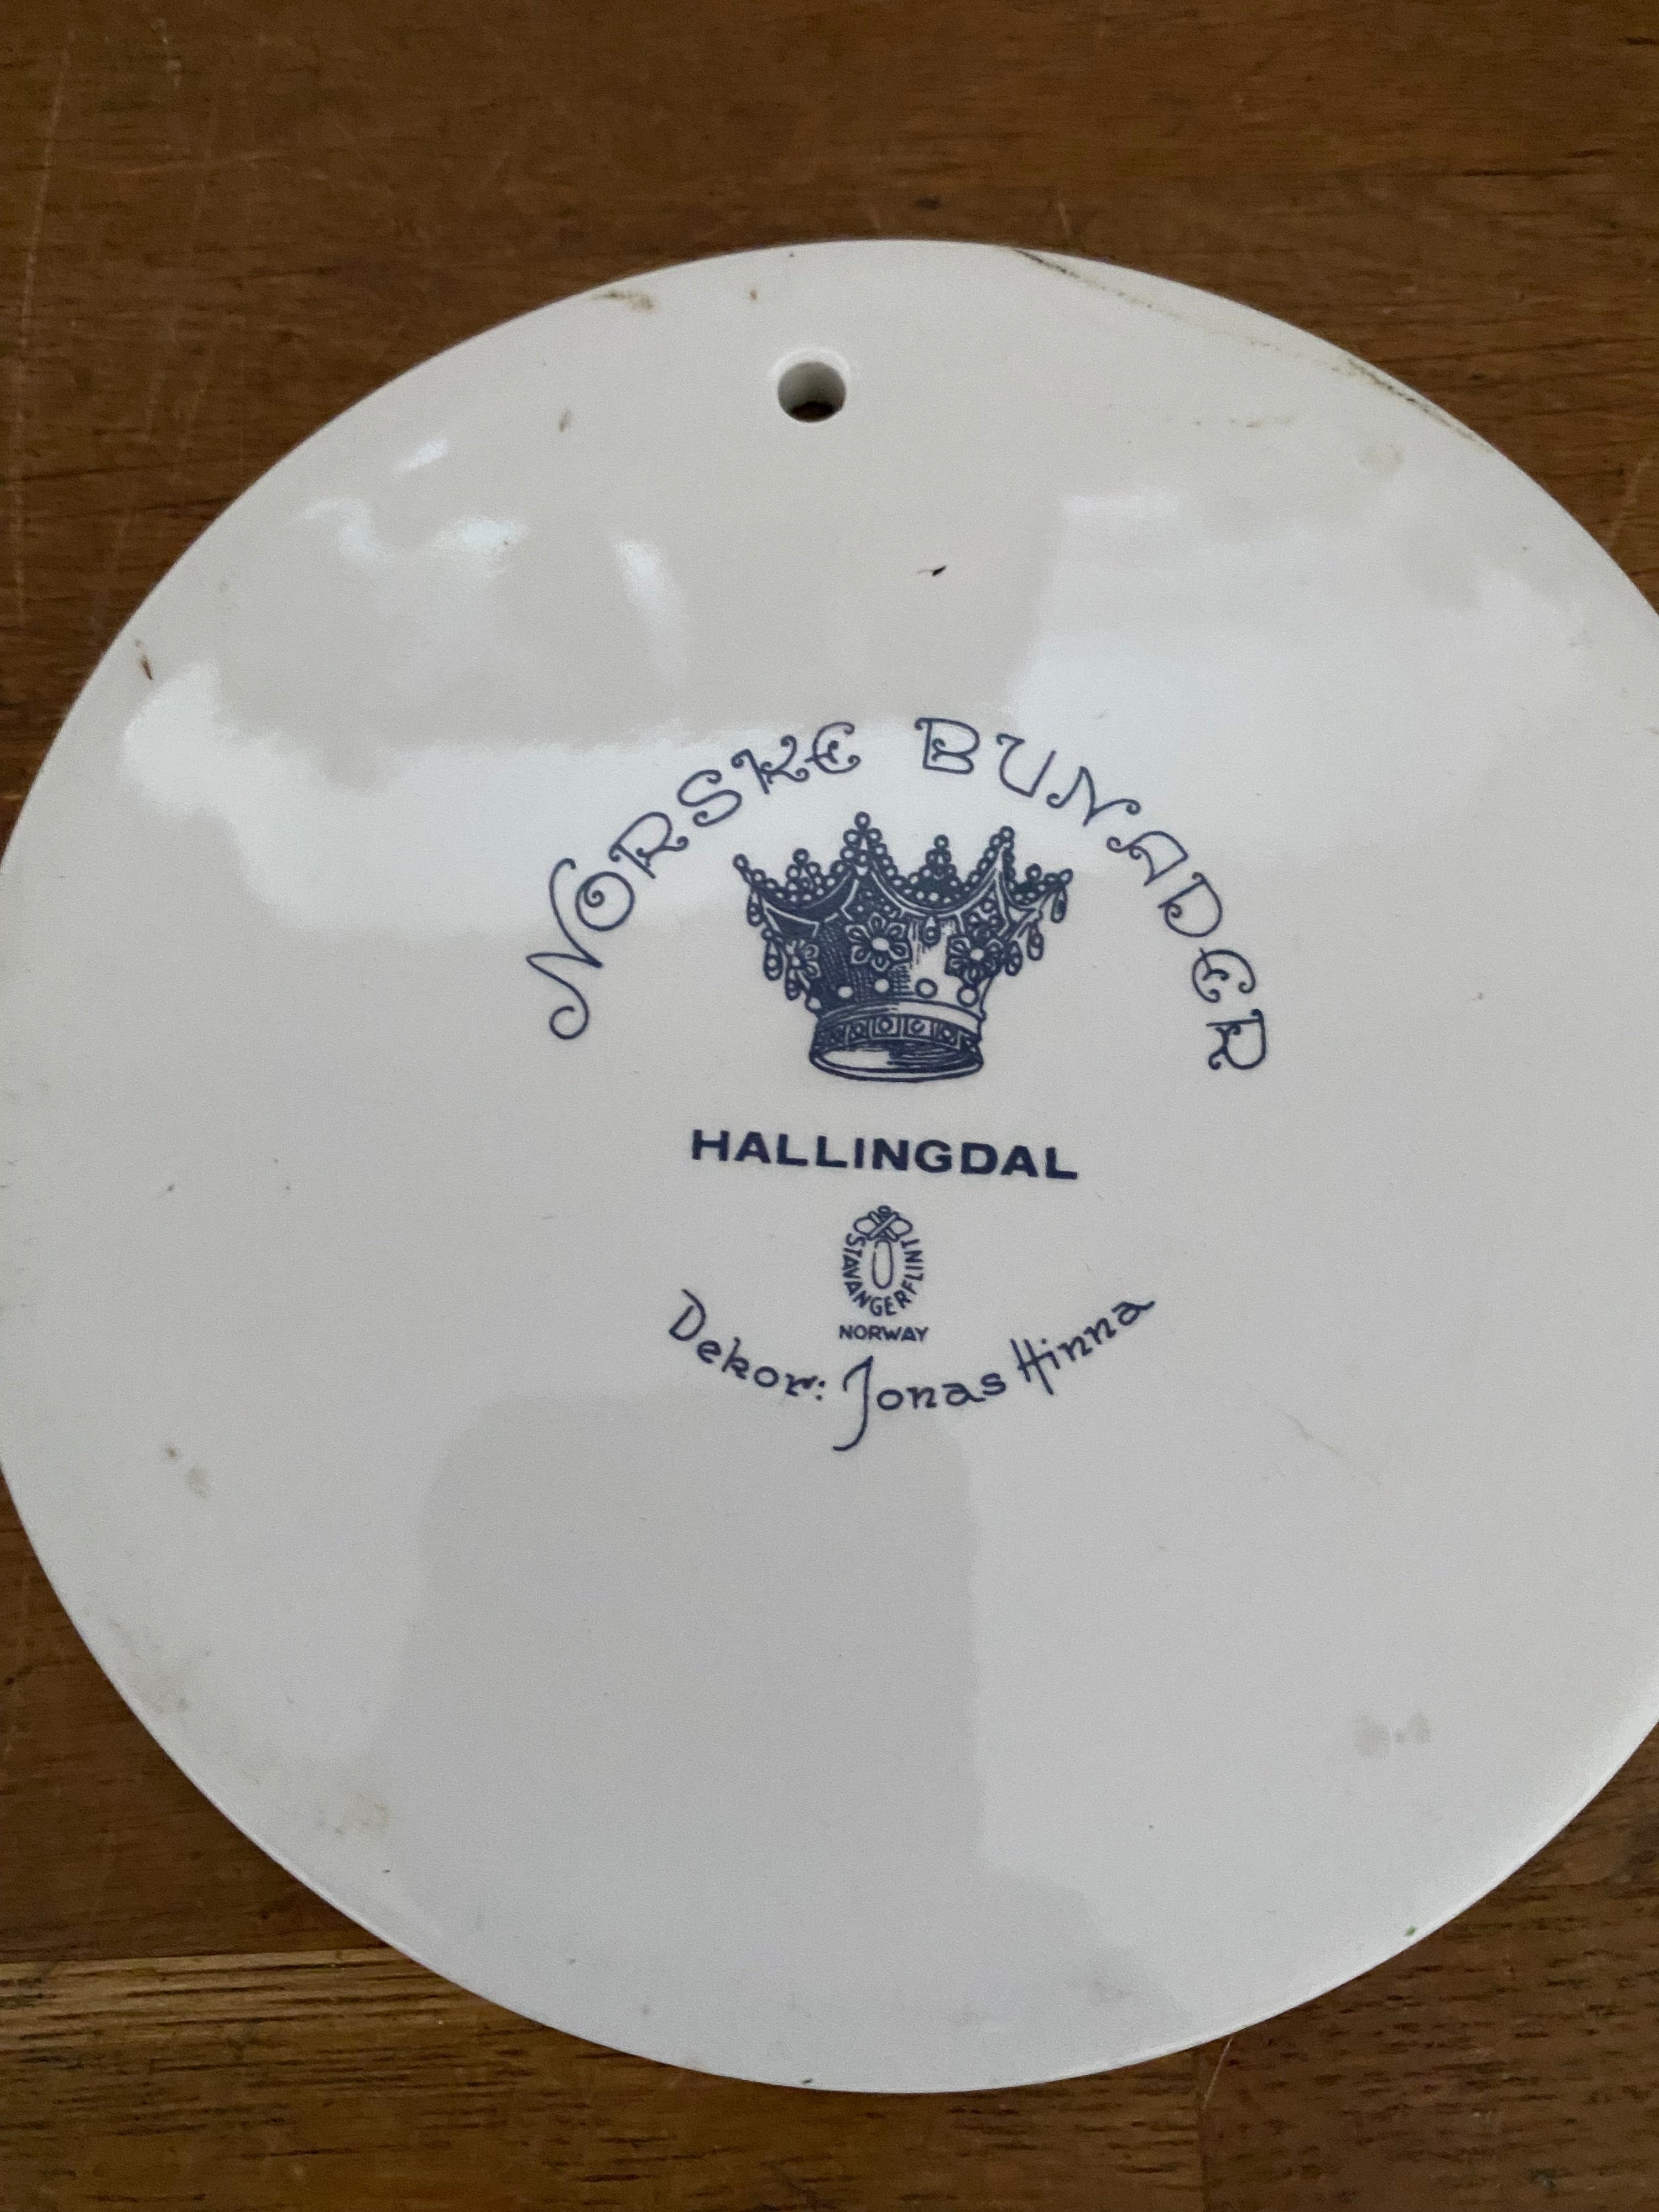 NORSKE BUNADER
HALLINGDAL
STAVANGERFLINT
NORWAY
Dekor: Jonas Hinna